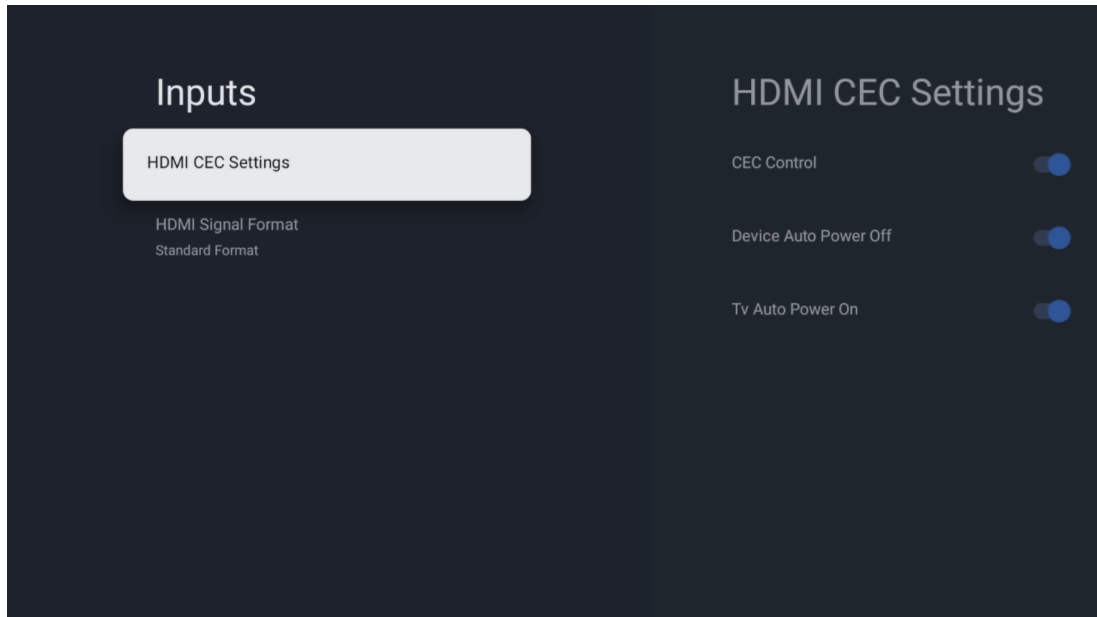 Inputs
HDMI CEC Settings
HDMI Signal Format
Standard Format
HDMI CEC Settings
CEC Control
Device Auto Power Off
Tv Auto Power On